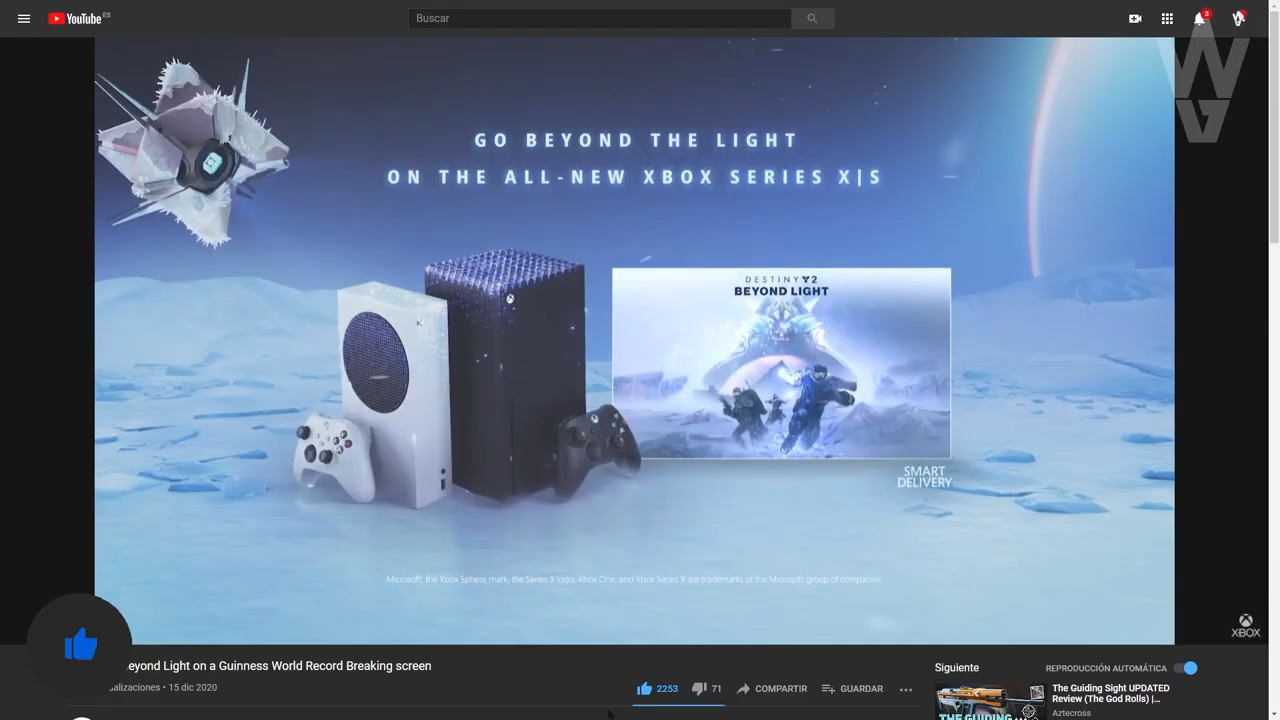 YouTube ES
Buscar
3
GO BEYOND THE LIGHT
ON THE ALL-NEW XBOX SERIES X|S
DESTINY 2
BEYOND LIGHT
SMART
DELIVERY
Microsoft, the Xbox Sphere mark, the Series X logo, Xbox One, and Xbox Series X are trademarks of the Microsoft group of companies.
XBOX
eyond Light on a Guinness World Record Breaking screen
alizaciones • 15 dic 2020
2253
71
COMPARTIR
GUARDAR
Siguiente
REPRODUCCIÓN AUTOMÁTICA
The Guiding Sight UPDATED
Review (The God Rolls) |...
Aztecross
THE GUIDING